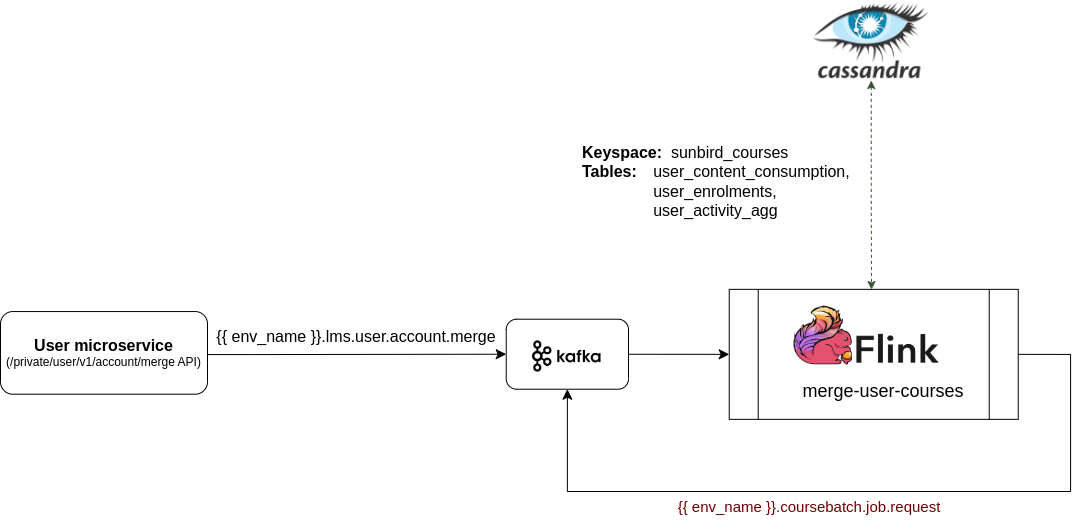 cassandra
Keyspace: sunbird_courses
Tables: user_content_consumption,
user_enrolments,
user_activity_agg
User microservice
(/private/user/v1/account/merge API)
{{ env_name }}.lms.user.account.merge
kafka
Flink
merge-user-courses
{{ env_name }}.coursebatch.job.request